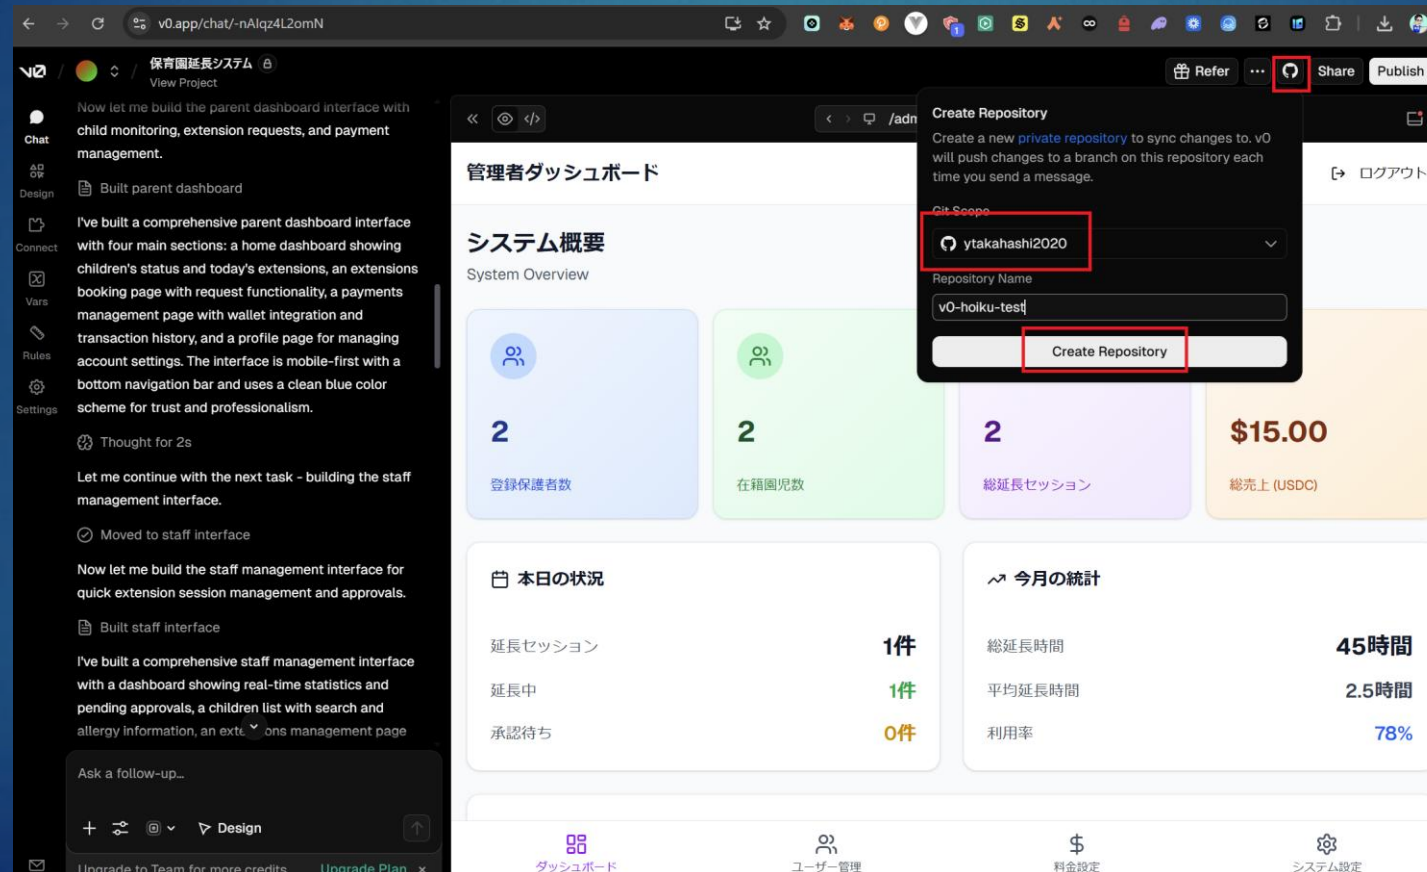 v0.app/chat/-nAlqz4L2omN
1
v0
/
/
保育園延長システム
View Project
Refer
Share
Publish
Chat
Design
Connect
Vars
Rules
Settings
Now let me build the parent dashboard interface with
child monitoring, extension requests, and payment
management.
Built parent dashboard
I've built a comprehensive parent dashboard interface
with four main sections: a home dashboard showing
children's status and today's extensions, an extensions
booking page with request functionality, a payments
management page with wallet integration and
transaction history, and a profile page for managing
account settings. The interface is mobile-first with a
bottom navigation bar and uses a clean blue color
scheme for trust and professionalism.
Thought for 2s
Let me continue with the next task - building the staff
management interface.
Moved to staff interface
Now let me build the staff management interface for
quick extension session management and approvals.
Built staff interface
I've built a comprehensive staff management interface
with a dashboard showing real-time statistics and
pending approvals, a children list with search and
allergy information, an exte ons management page
Ask a follow-up...
Design
Upgrade to Team for more credits
Upgrade Plan ×
/adm
Create Repository
Create a new private repository to sync changes to. v0
will push changes to a branch on this repository each
time you send a message.
Git Scope
ytakahashi2020
Repository Name
v0-hoiku-test
Create Repository
管理者ダッシュボード
ログアウト
システム概要
System Overview
2
登録保護者数
2
在籍園児数
2
総延長セッション
$15.00
総売上 (USDC)
本日の状況
延長セッション
1件
延長中
1件
承認待ち
0件
今月の統計
総延長時間
45時間
平均延長時間
2.5時間
利用率
78%
ダッシュボード
ユーザー管理
料金設定
システム設定